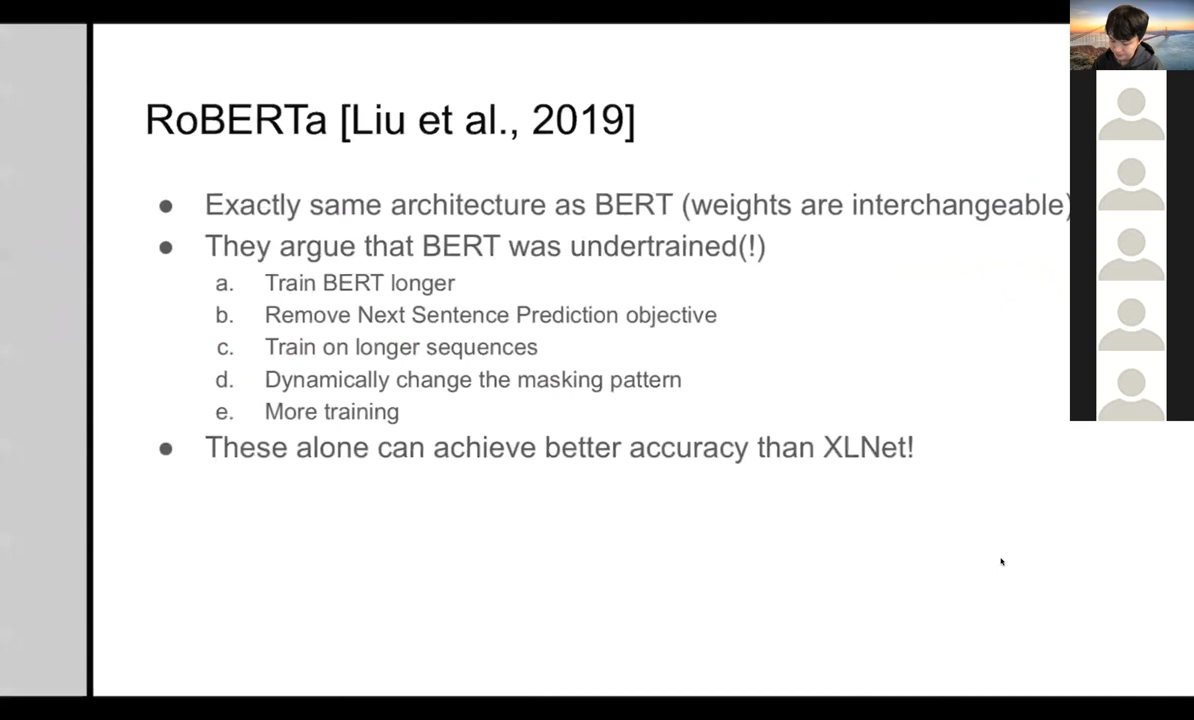 RoBERTa [Liu et al., 2019]
● Exactly same architecture as BERT (weights are interchangeable)
● They argue that BERT was undertrained(!)
a. Train BERT longer
b. Remove Next Sentence Prediction objective
c. Train on longer sequences
d. Dynamically change the masking pattern
e. More training
● These alone can achieve better accuracy than XLNet!